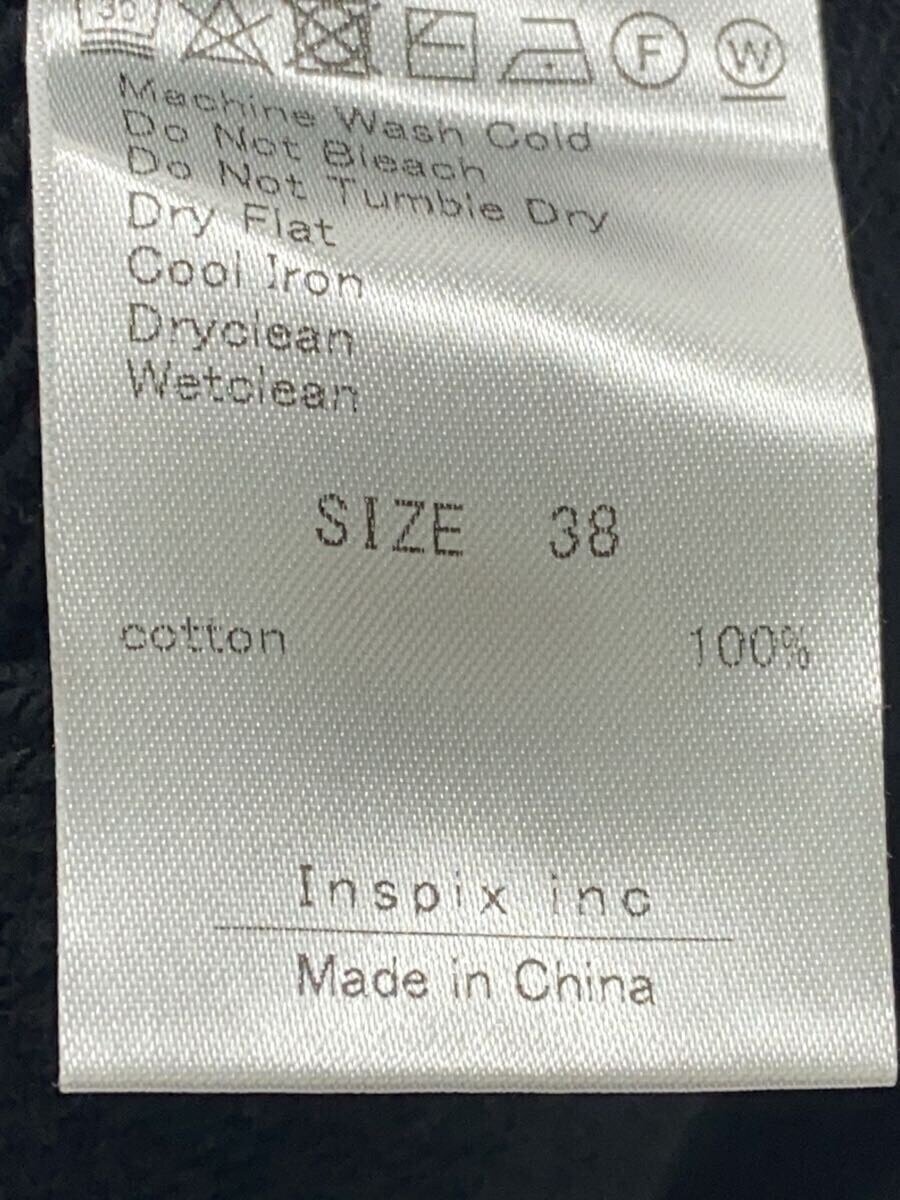 30
F W
Machine Wash Cold
Do Not Bleach
Do Not Tumble Dry
Dry Flat
Cool Iron
Dryclean
Wetclean
SIZE 38
cotton 100%
Inspix inc
Made in China